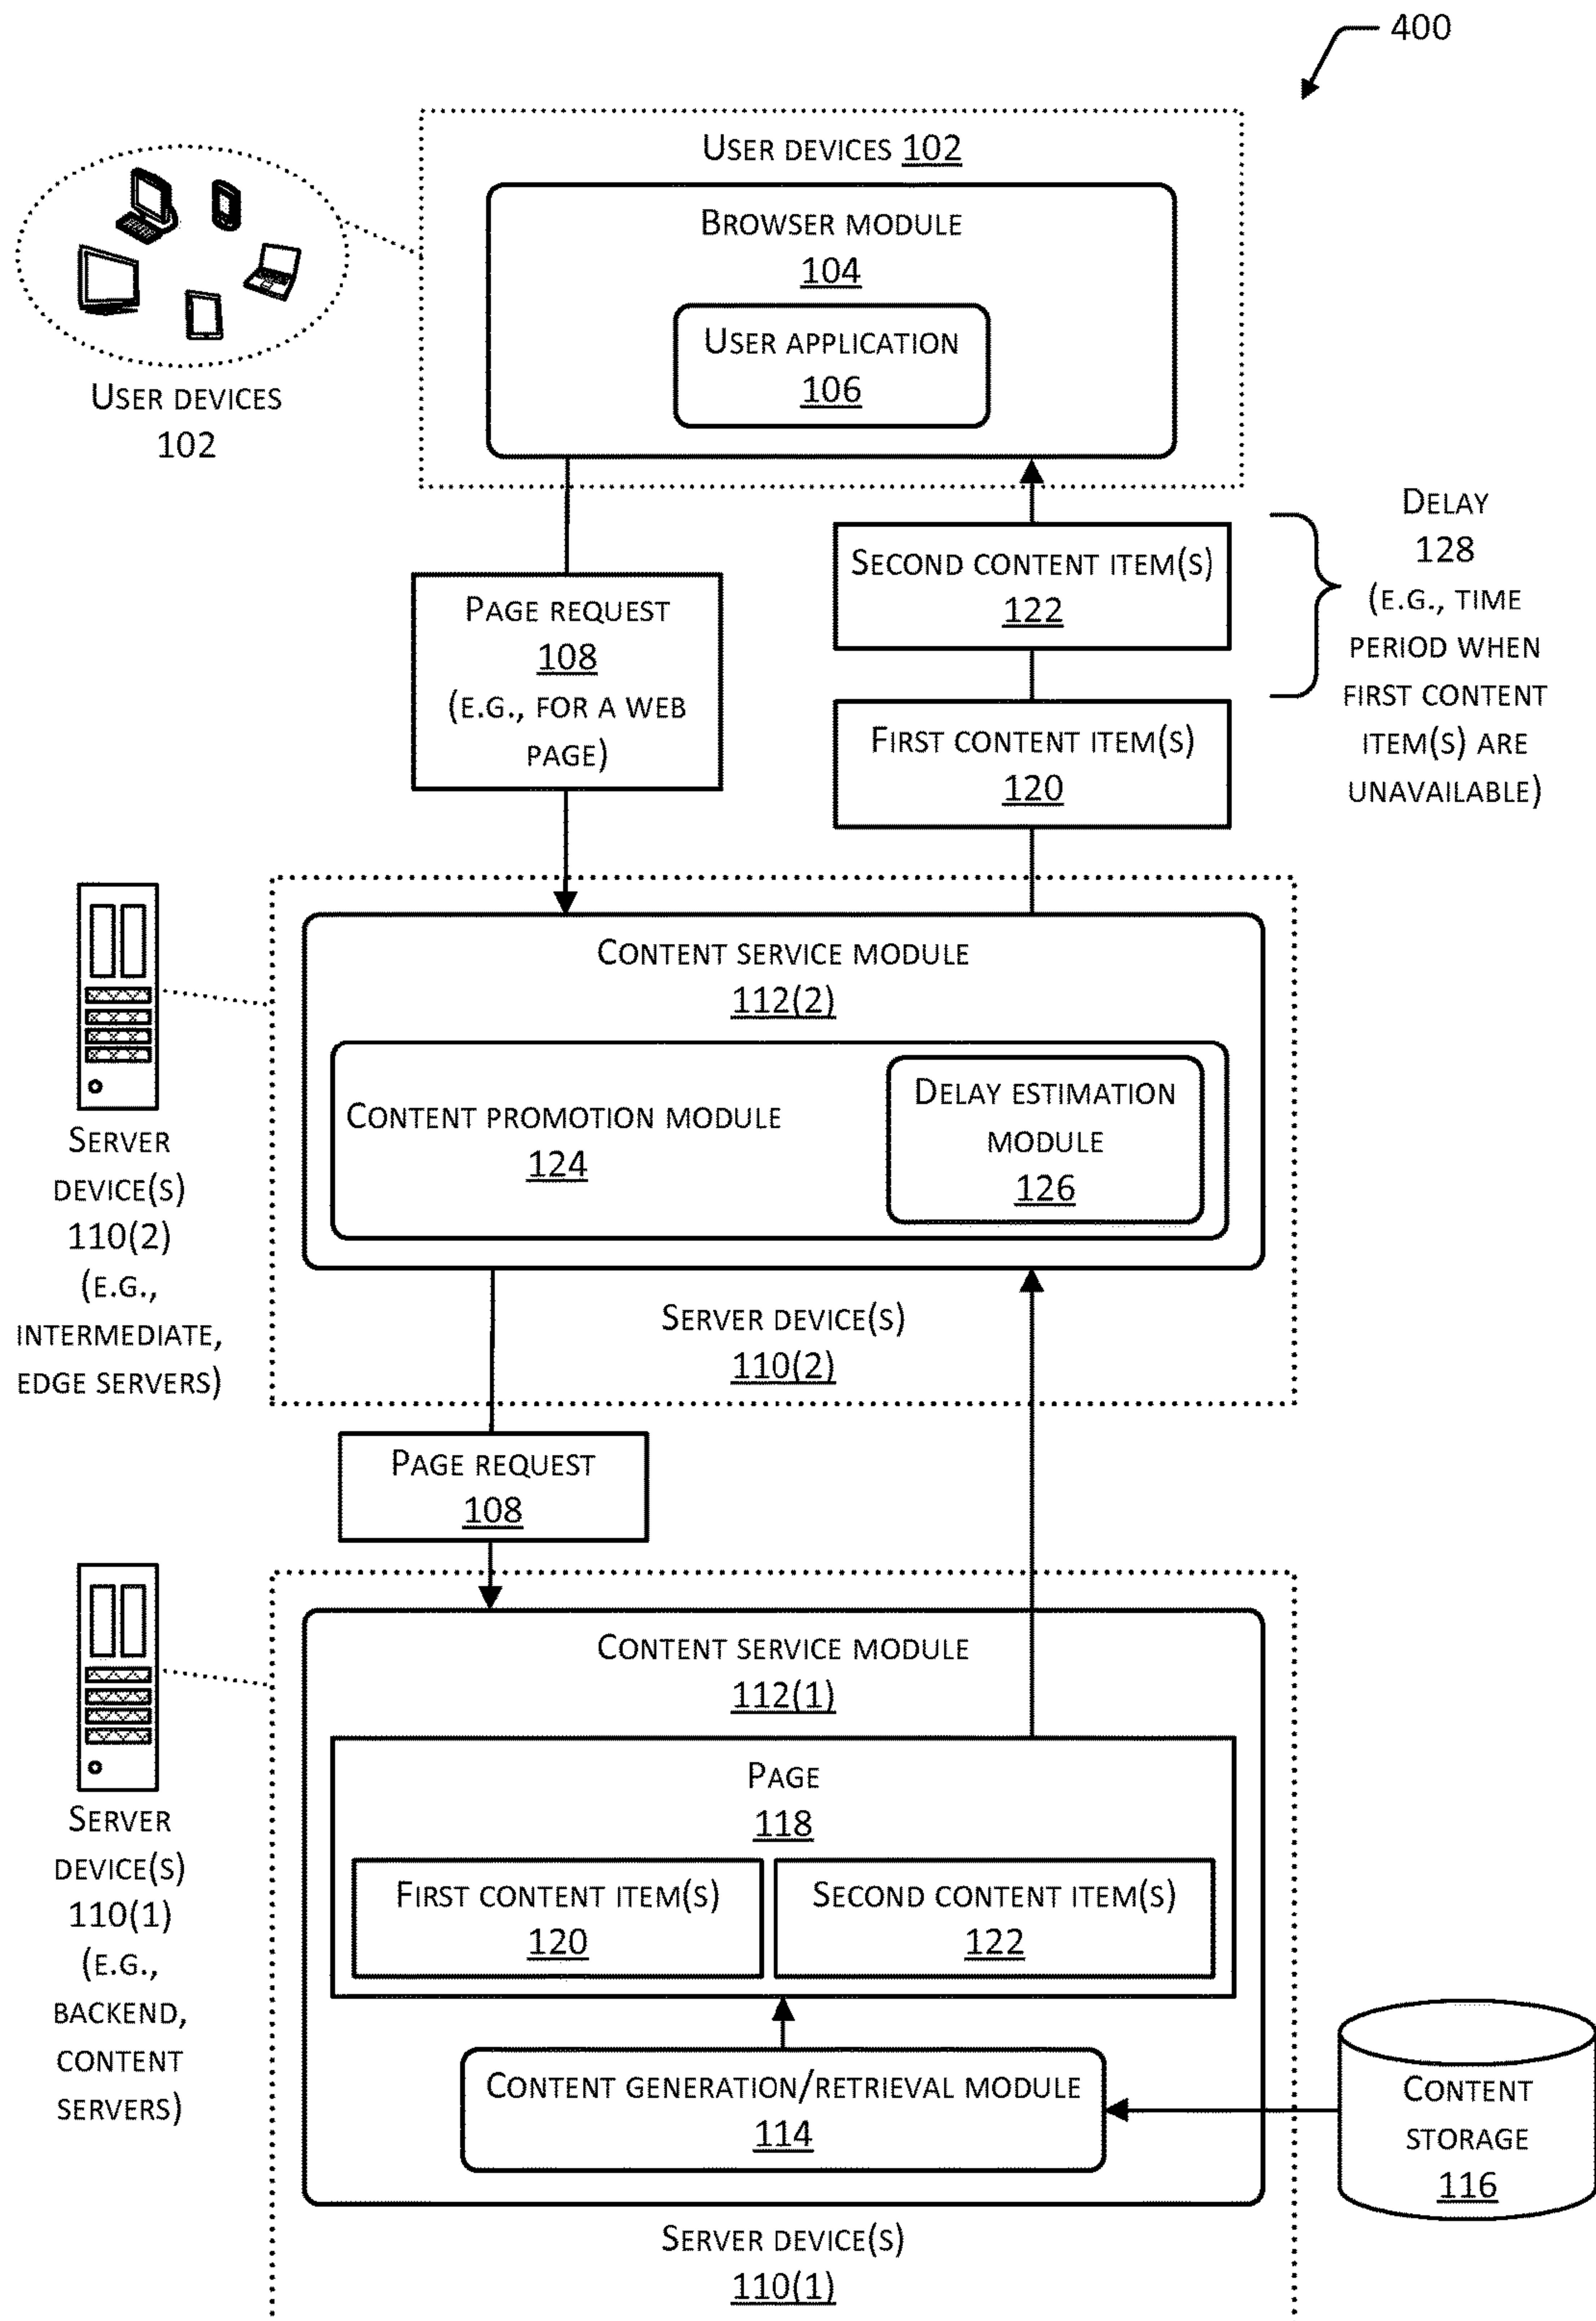 400
User devices 102
Browser module
104
User application
106
User devices
102
Page request
108
(e.g., for a web
page)
Second content item(s)
122
First content item(s)
120
Delay
128
(e.g., time
period when
first content
item(s) are
unavailable)
Content service module
112(2)
Content promotion module
124
Delay estimation
module
126
Server device(s)
110(2)
Server
device(s)
110(2)
(e.g.,
intermediate,
edge servers)
Page request
108
Content service module
112(1)
Page
118
First content item(s)
120
Second content item(s)
122
Content generation/retrieval module
114
Server device(s)
110(1)
Server
device(s)
110(1)
(e.g.,
backend,
content
servers)
Content
storage
116